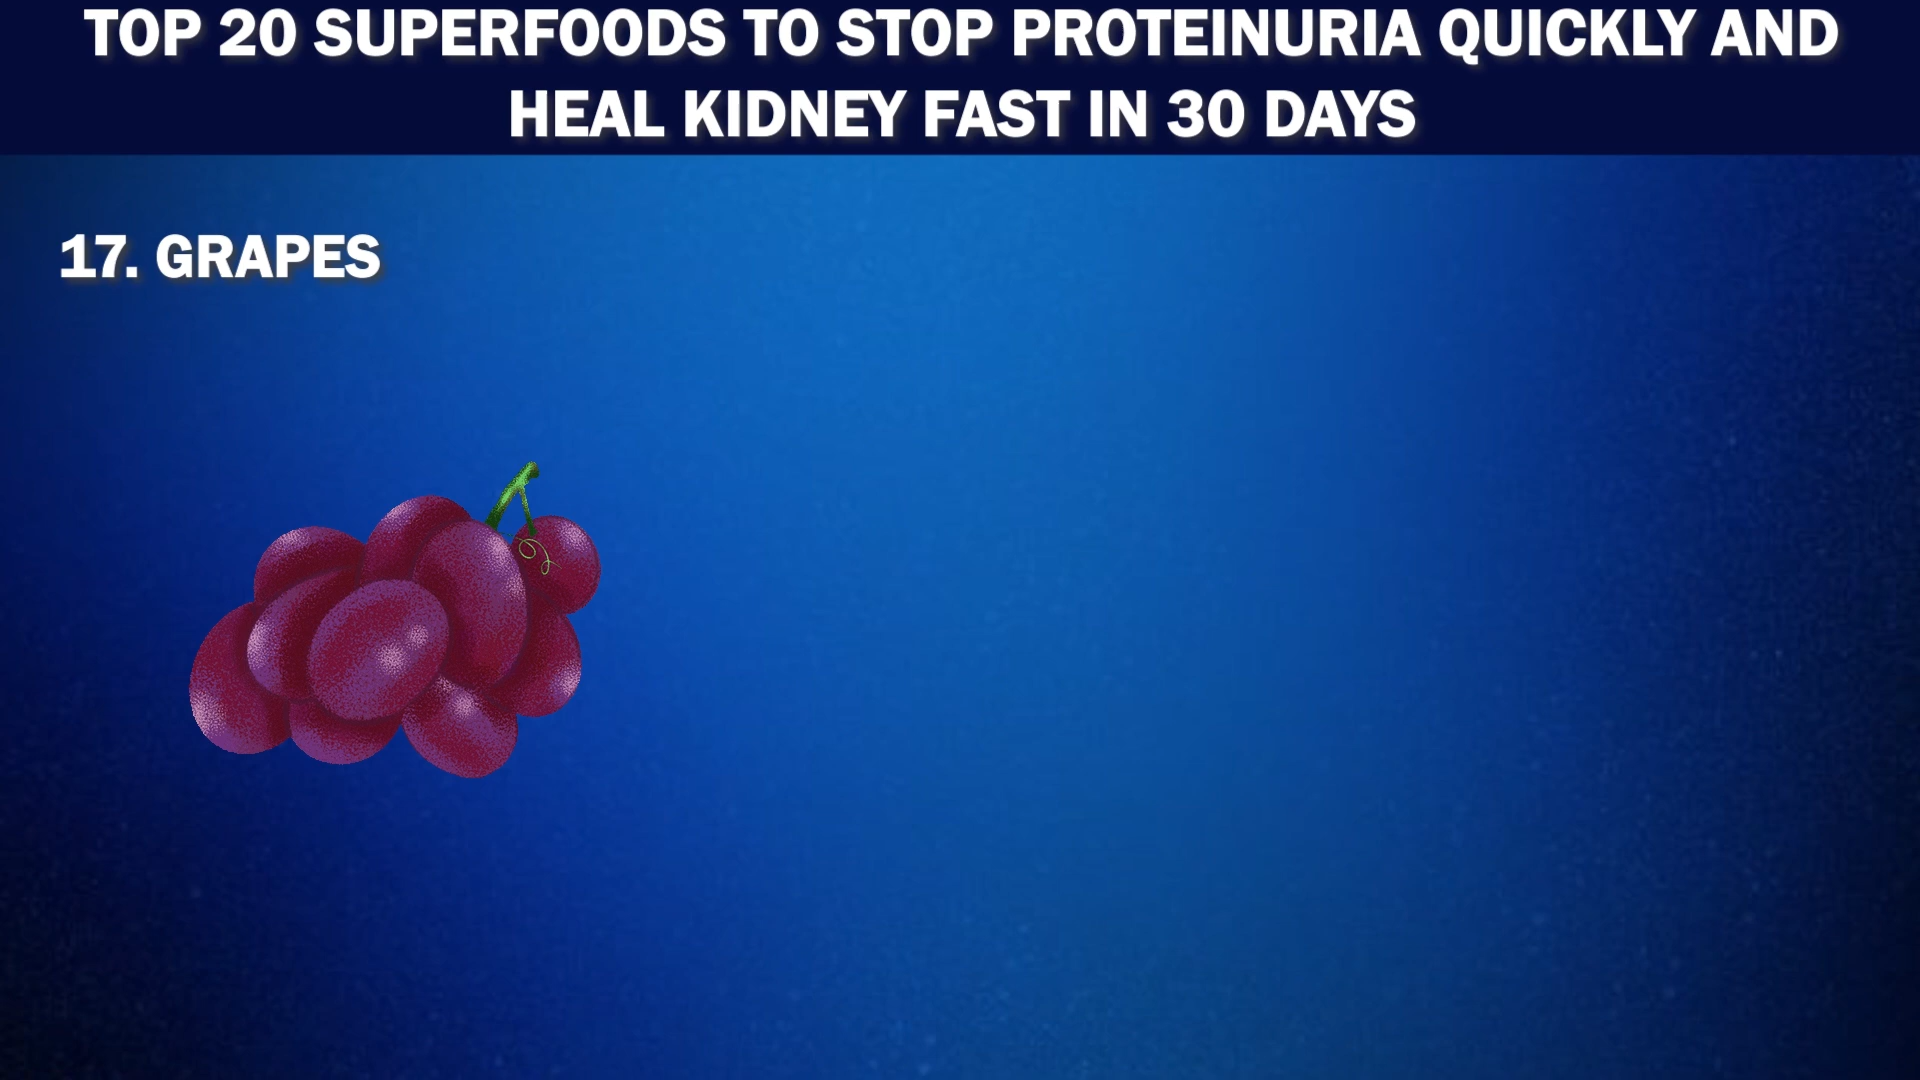 TOP 20 SUPERFOODS TO STOP PROTEINURIA QUICKLY AND
HEAL KIDNEY FAST IN 30 DAYS
17. GRAPES